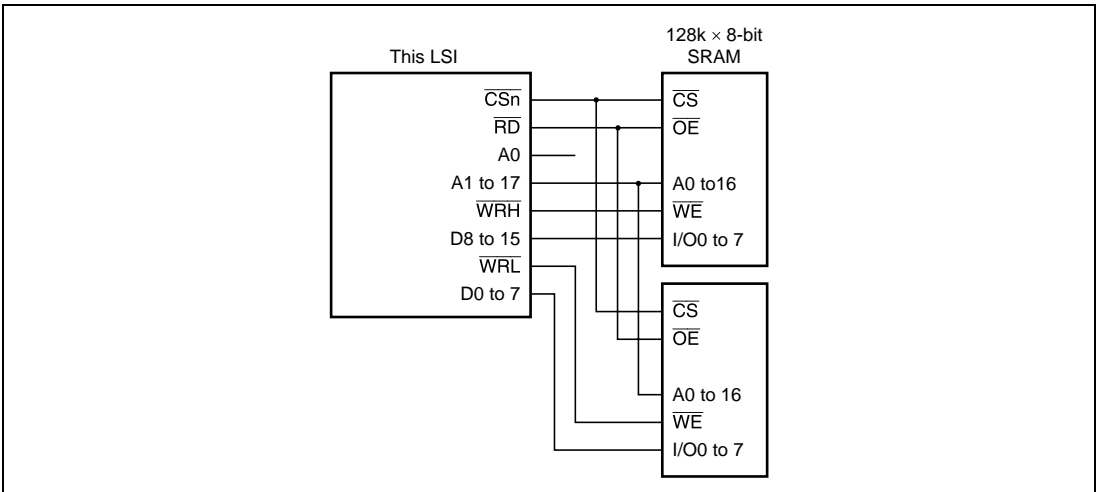 128k × 8-bit
SRAM
This LSI
CSn
RD
A0
A1 to 17
WRH
D8 to 15
WRL
D0 to 7
CS
OE
A0 to16
WE
I/O0 to 7
CS
OE
A0 to 16
WE
I/O0 to 7